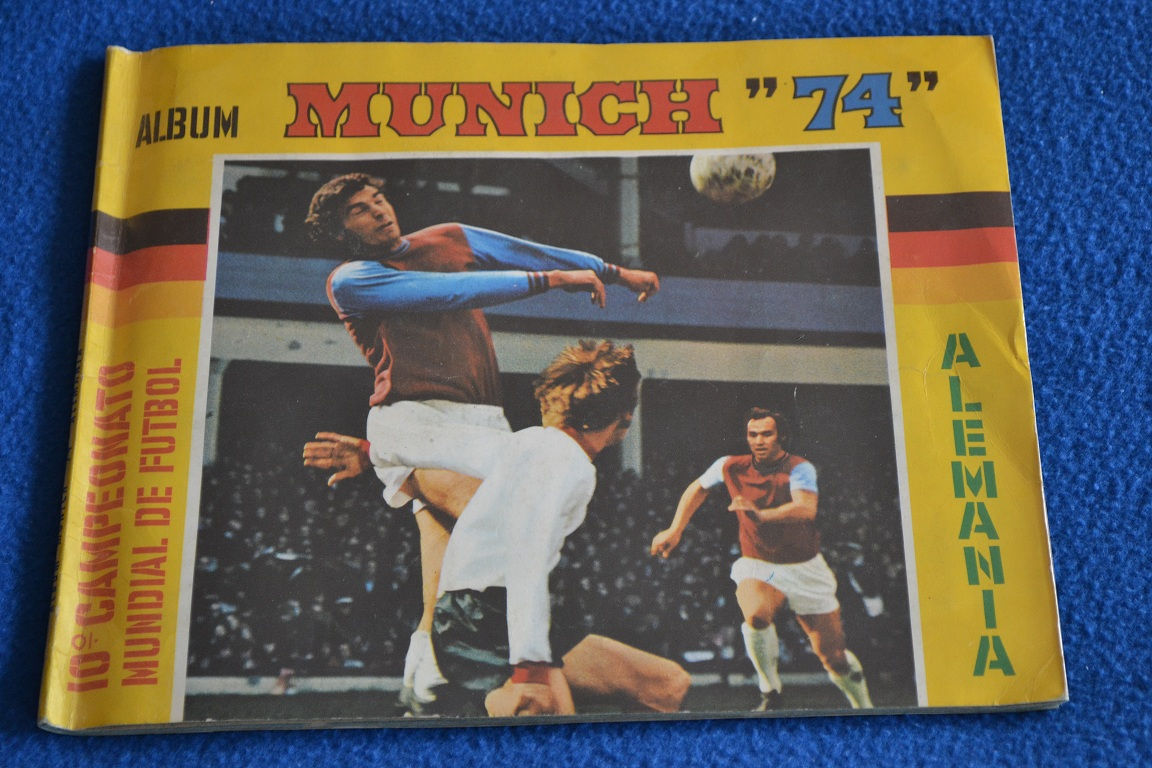 ALBUM MUNICH "74"
10º CAMPEONATO
MUNDIAL DE FUTBOL
ALEMANIA